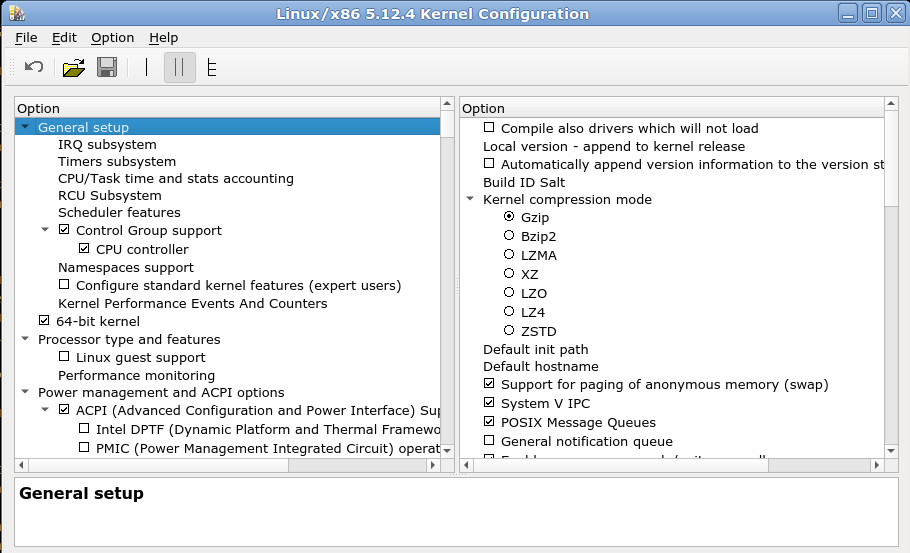 Linux/x86 5.12.4 Kernel Configuration
File Edit Option Help
Option
General setup
IRQ subsystem
Timers subsystem
CPU/Task time and stats accounting
RCU Subsystem
Scheduler features
Control Group support
CPU controller
Namespaces support
Configure standard kernel features (expert users)
Kernel Performance Events And Counters
64-bit kernel
Processor type and features
Linux guest support
Performance monitoring
Power management and ACPI options
ACPI (Advanced Configuration and Power Interface) Sup
Intel DPTF (Dynamic Platform and Thermal Framewo
PMIC (Power Management Integrated Circuit) operat
Option
Compile also drivers which will not load
Local version - append to kernel release
Automatically append version information to the version st
Build ID Salt
Kernel compression mode
Gzip
Bzip2
LZMA
XZ
LZO
LZ4
ZSTD
Default init path
Default hostname
Support for paging of anonymous memory (swap)
System V IPC
POSIX Message Queues
General notification queue
General setup